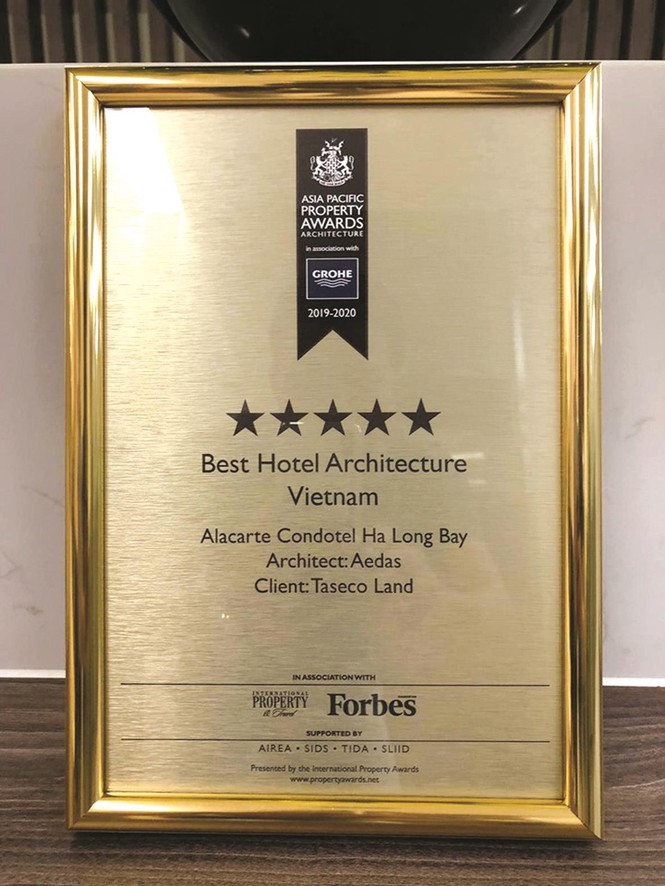 ASIA PACIFIC
PROPERTY
AWARDS
ARCHITECTURE
in association with
GROHE
2019-2020
Best Hotel Architecture
Vietnam
Alacarte Condotel Ha Long Bay
Architect: Aedas
Client: Taseco Land
IN ASSOCIATION WITH
INTERNATIONAL
PROPERTY
& Travel
Forbes
SUPPORTED BY
AIREA • SIDS • TIDA • SLIID
Presented by the International Property Awards
www.propertyawards.net